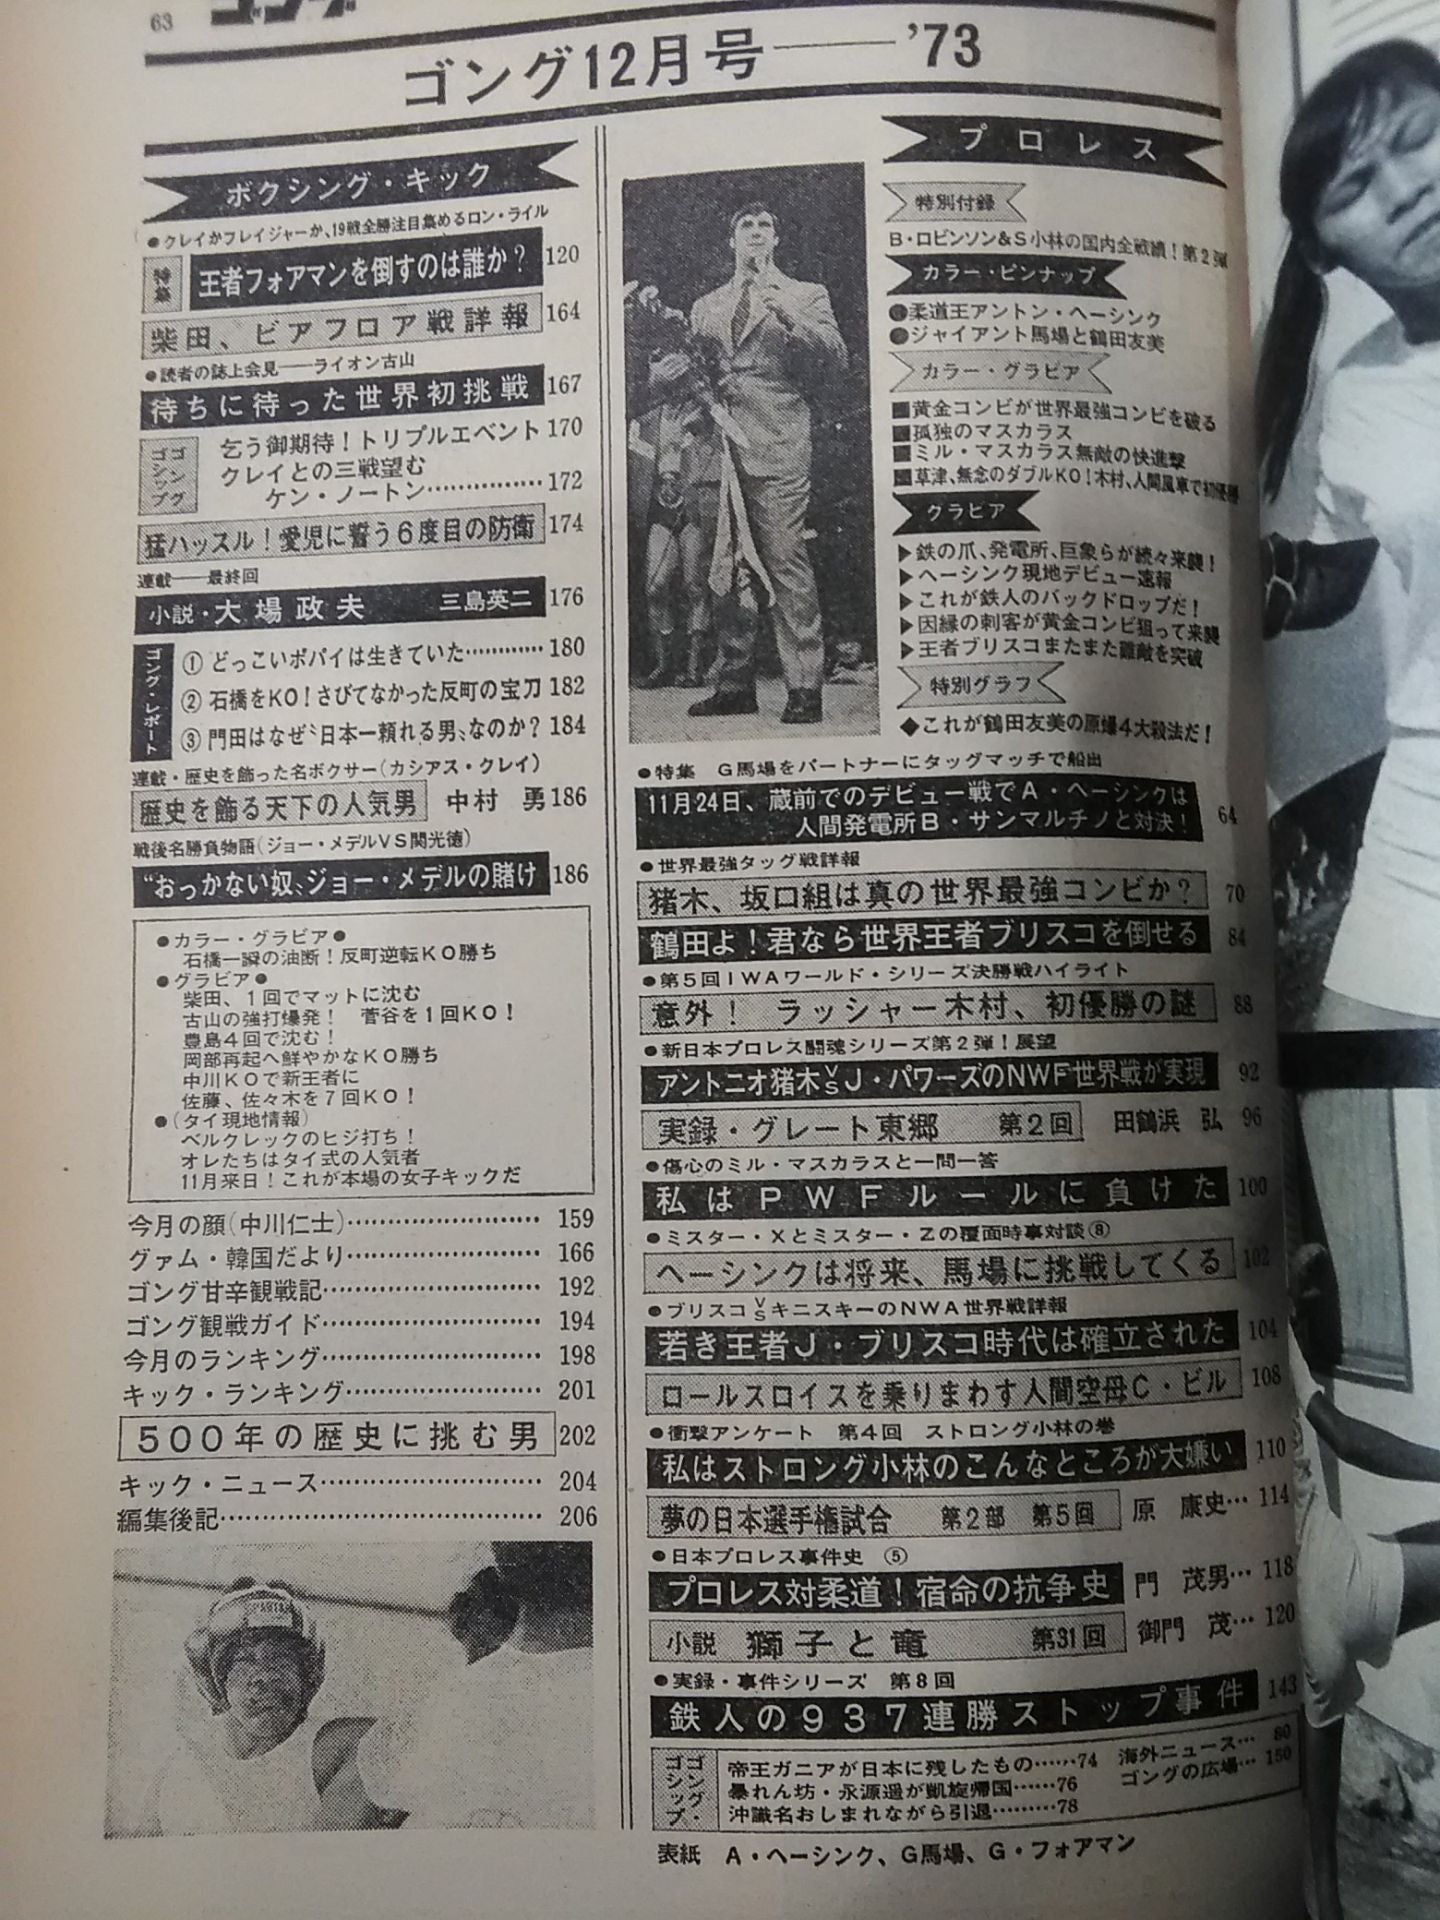 63
ゴング
ゴング12月号――'73
ボクシング・キック
●クレイかフレイジャーか、19戦全勝注目集めるロン・ライル
特集 王者フォアマンを倒すのは誰か? 120
柴田、ビアフロア戦詳報 164
●読者の誌上会見――ライオン古山
待ちに待った世界初挑戦 167
ゴング ゴシップ
乞う御期待!トリプルエベント 170
クレイとの三戦望む
ケン・ノートン…………… 172
猛ハッスル!愛児に誓う6度目の防衛 174
連載――最終回
小説・大場政夫 三島英二 176
ゴング・レポート
① どっこいポパイは生きていた………… 180
② 石橋をKO!さびてなかった反町の宝刀 182
③ 門田はなぜ〝日本一頼れる男〟なのか? 184
連載・歴史を飾った名ボクサー(カシアス・クレイ)
歴史を飾る天下の人気男 中村 勇 186
戦後名勝負物語(ジョー・メデルVS関光徳)
“おっかない奴〟ジョー・メデルの賭け 186
●カラー・グラビア●
石橋一瞬の油断!反町逆転KO勝ち
●グラビア●
柴田、1回でマットに沈む
古山の強打爆発! 菅谷を1回KO!
豊島4回で沈む!
岡部再起へ鮮やかなKO勝ち
中川KOで新王者に
佐藤、佐々木を7回KO!
●(タイ現地情報)
ベルクレックのヒジ打ち!
オレたちはタイ式の人気者
11月来日!これが本場の女子キックだ
今月の顔(中川仁士)…………………… 159
グァム・韓国だより…………………… 166
ゴング甘辛観戦記……………………… 192
ゴング観戦ガイド……………………… 194
今月のランキング……………………… 198
キック・ランキング…………………… 201
500年の歴史に挑む男 202
キック・ニュース……………………… 204
編集後記………………………………… 206
プロレス
特別付録
B・ロビンソン&S小林の国内全戦績!第2弾
カラー・ピンナップ
●柔道王アントン・ヘーシンク
●ジャイアント馬場と鶴田友美
カラー・グラビア
■黄金コンビが世界最強コンビを破る
■孤独のマスカラス
■ミル・マスカラス無敵の快進撃
■草津、無念のダブルKO!木村、人間風車で初優勝
グラビア
▶鉄の爪、発電所、巨象らが続々来襲!
▶ヘーシンク現地デビュー速報
▶これが鉄人のバックドロップだ!
▶因縁の刺客が黄金コンビ狙って来襲
▶王者ブリスコまたまた難敵を突破
特別グラフ
◆これが鶴田友美の原爆4大殺法だ!
●特集 G馬場をパートナーにタッグマッチで船出
11月24日、蔵前でのデビュー戦でA・ヘーシンクは
人間発電所B・サンマルチノと対決! 64
●世界最強タッグ戦詳報
猪木、坂口組は真の世界最強コンビか? 70
鶴田よ!君なら世界王者ブリスコを倒せる 84
●第5回IWAワールド・シリーズ決勝戦ハイライト
意外! ラッシャー木村、初優勝の謎 88
●新日本プロレス闘魂シリーズ第2弾!展望
アントニオ猪木VSJ・パワーズのNWF世界戦が実現 92
実録・グレート東郷 第2回 田鶴浜 弘 96
●傷心のミル・マスカラスと一問一答
私はPWFルールに負けた 100
●ミスター・XとミスターZの覆面時事対談⑧
ヘーシンクは将来、馬場に挑戦してくる 102
●ブリスコVSキニスキーのNWA世界戦詳報
若き王者J・ブリスコ時代は確立された 104
ロールスロイスを乗りまわす人間空母C・ビル 108
●衝撃アンケート 第4回 ストロング小林の巻
私はストロング小林のこんなところが大嫌い 110
夢の日本選手権試合 第2部 第5回 原 康史… 114
●日本プロレス事件史 ⑤
プロレス対柔道!宿命の抗争史 門 茂男… 118
小説 獅子と竜 第31回 御門 茂… 120
●実録・事件シリーズ 第8回
鉄人の937連勝ストップ事件 143
ゴング・ゴシップ
帝王ガニアが日本に残したもの……74
暴れん坊・永源遥が凱旋帰国……76
沖識名おしまれながら引退………78
海外ニュース… 80
ゴングの広場… 150
表紙 A・ヘーシンク、G馬場、G・フォアマン